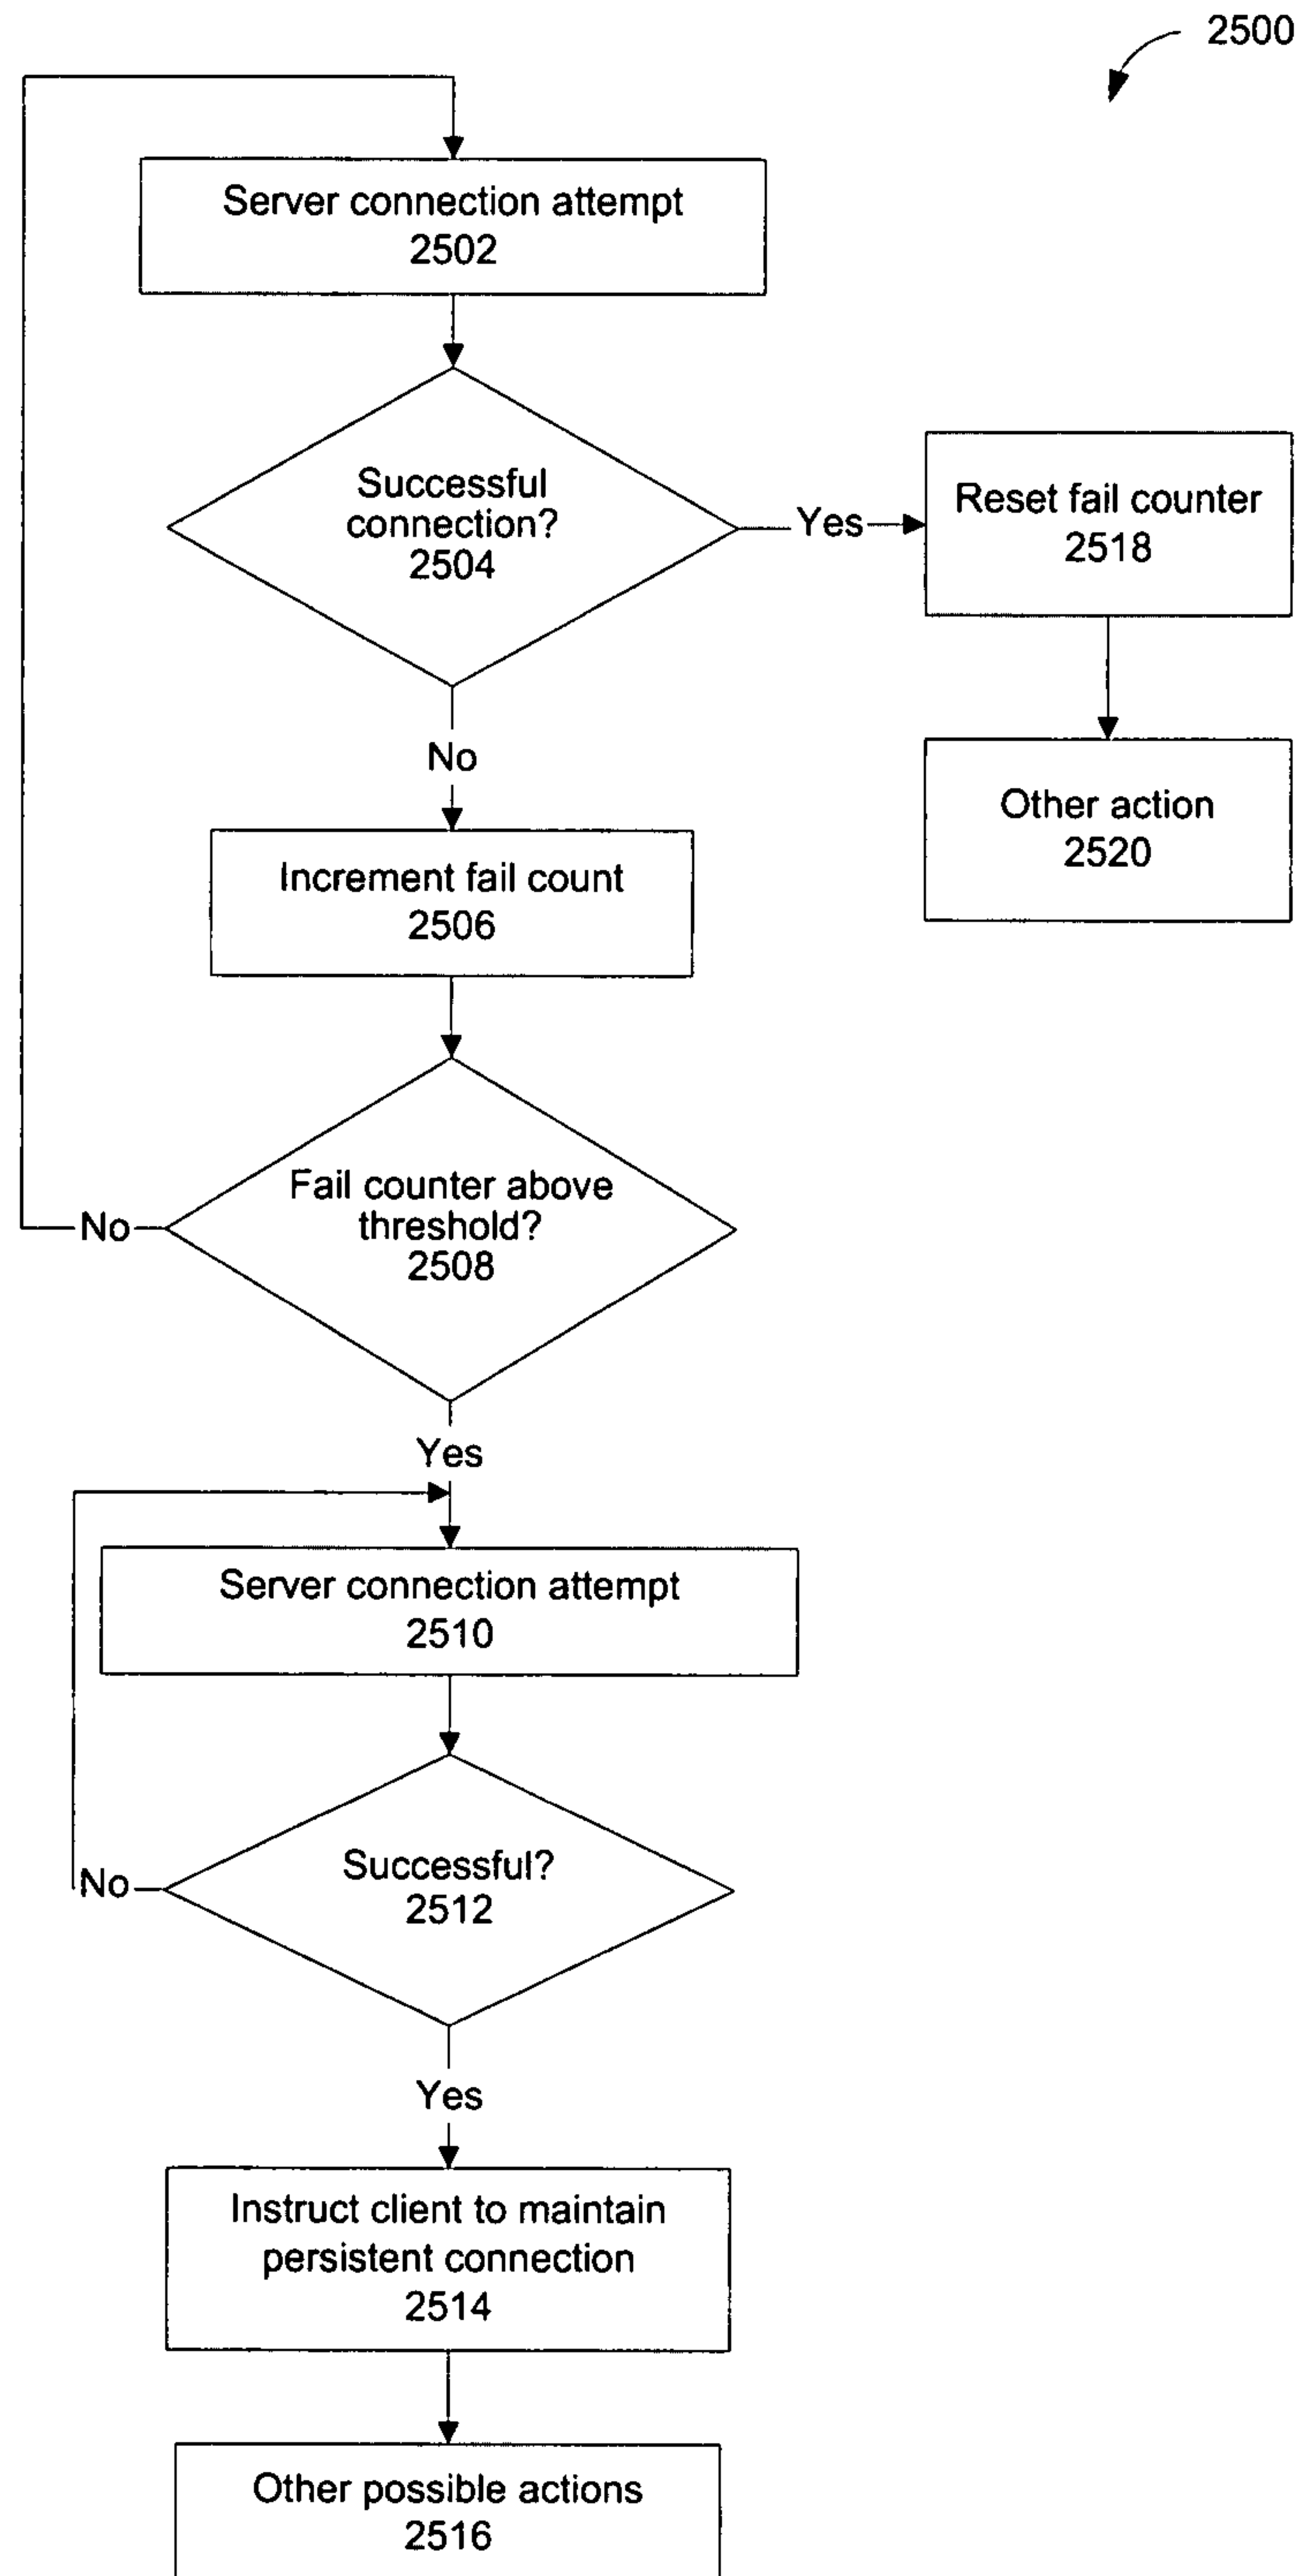 2500
Server connection attempt
2502
Successful
connection?
2504
Yes
Reset fail counter
2518
No
Other action
2520
Increment fail count
2506
Fail counter above
threshold?
2508
No
Yes
Server connection attempt
2510
Successful?
2512
No
Yes
Instruct client to maintain
persistent connection
2514
Other possible actions
2516